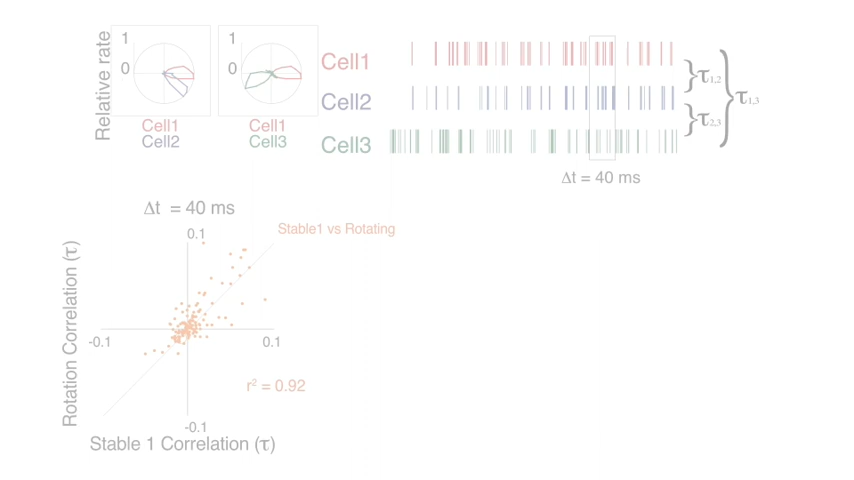 Relative rate
1
0
1
0
Cell1
Cell2
Cell1
Cell3
Cell1
Cell2
Cell3
τ1,2
τ2,3
τ1,3
Δt = 40 ms
Δt = 40 ms
Stable1 vs Rotating
Rotation Correlation (τ)
0.1
-0.1
0.1
-0.1
r² = 0.92
Stable 1 Correlation (τ)